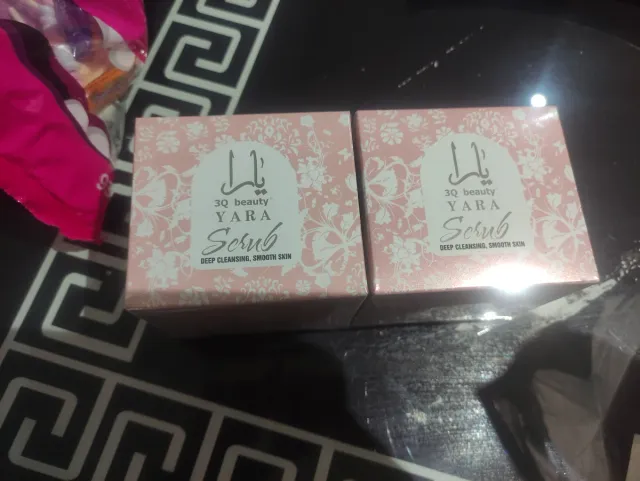 يارا
3Q beauty
YARA
Scrub
DEEP CLEANSING, SMOOTH SKIN
يارا
3Q beauty
YARA
Scrub
DEEP CLEANSING, SMOOTH SKIN